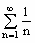 ∞
∑ 1/n
n=1